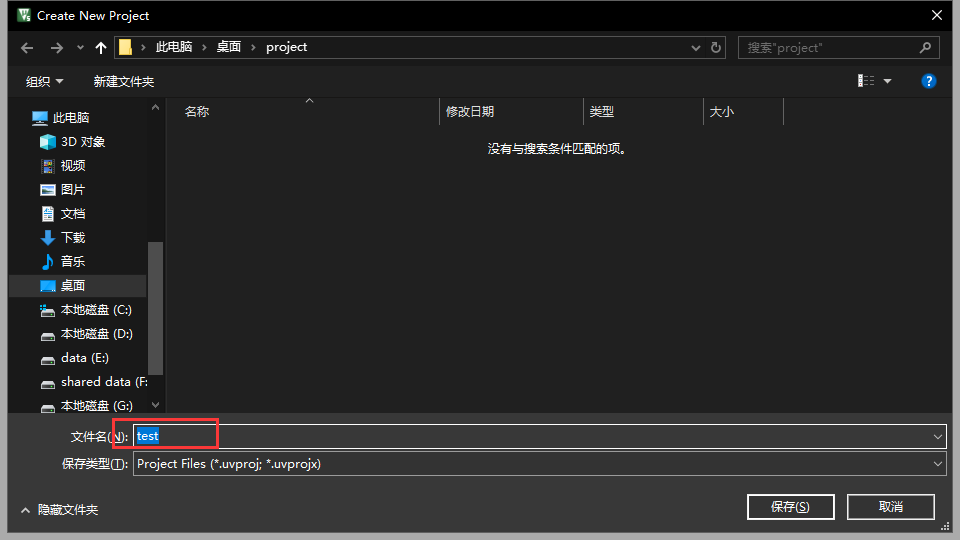 Create New Project
此电脑 › 桌面 › project
搜索"project"
组织
新建文件夹
名称 修改日期 类型 大小
没有与搜索条件匹配的项。
此电脑
3D 对象
视频
图片
文档
下载
音乐
桌面
本地磁盘 (C:)
本地磁盘 (D:)
data (E:)
shared data (F:
本地磁盘 (G:)
文件名(N): test
保存类型(T): Project Files (*.uvproj; *.uvprojx)
隐藏文件夹
保存(S)
取消